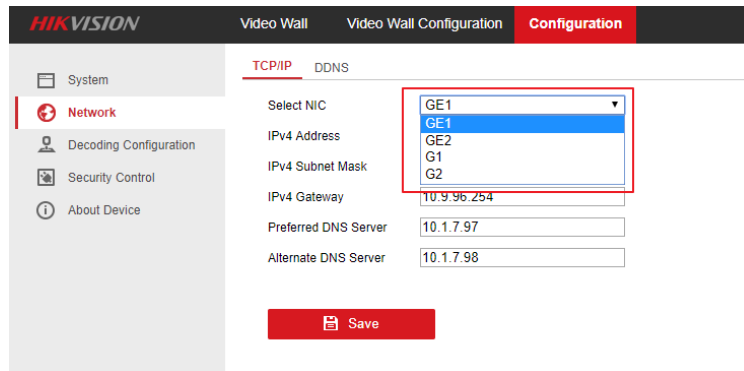 HIKVISION Video Wall Video Wall Configuration Configuration
System
Network
Decoding Configuration
Security Control
About Device
TCP/IP DDNS
Select NIC GE1
GE1
GE2
G1
G2
IPv4 Address
IPv4 Subnet Mask
IPv4 Gateway 10.9.96.254
Preferred DNS Server 10.1.7.97
Alternate DNS Server 10.1.7.98
Save